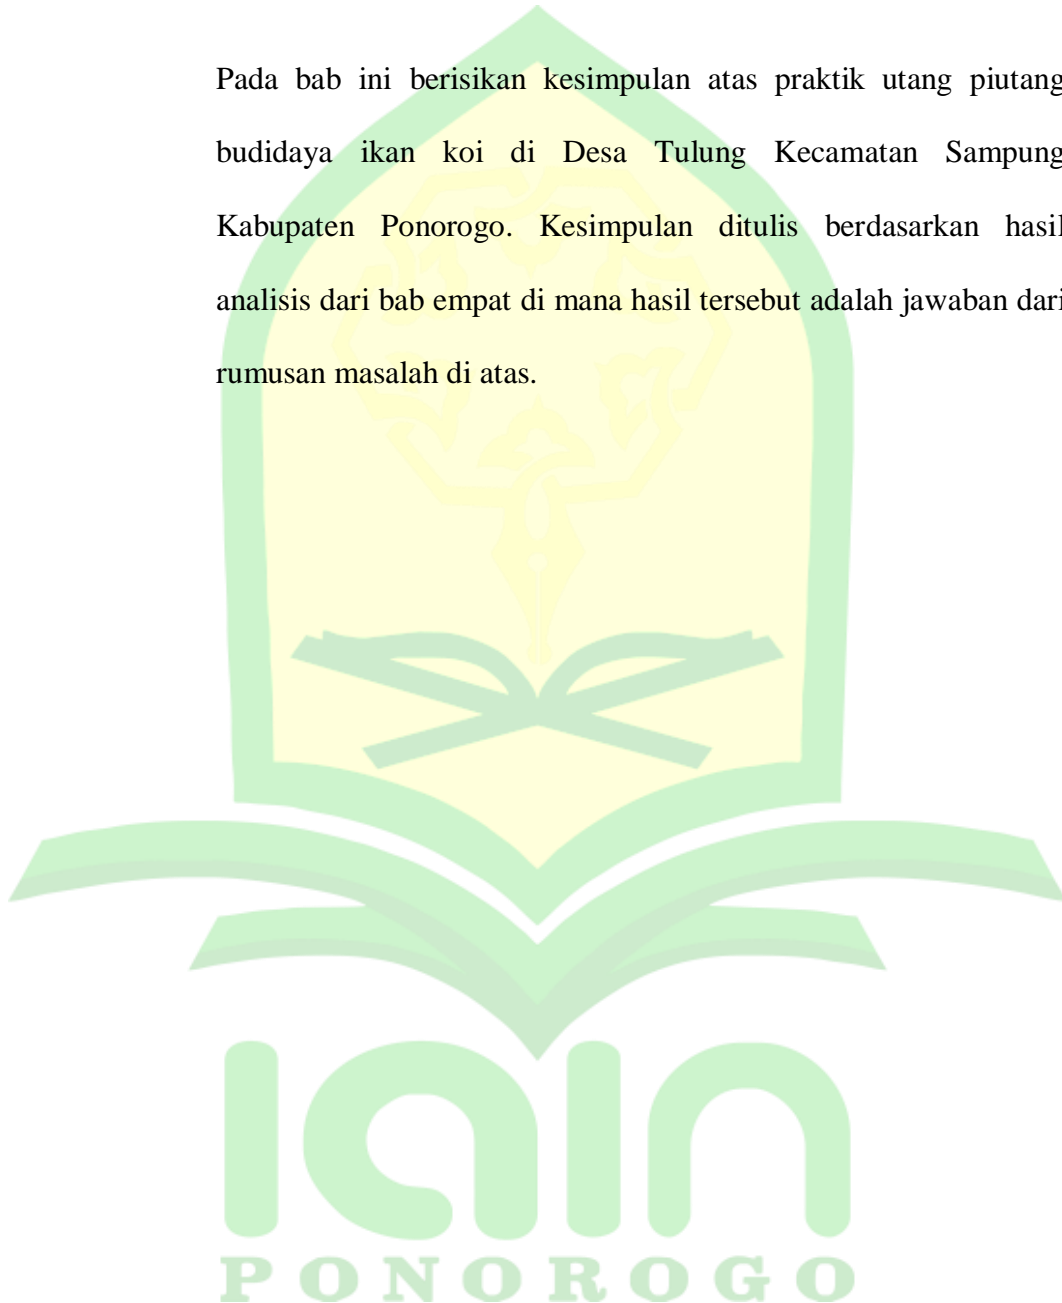 Pada bab ini berisikan kesimpulan atas praktik utang piutang
budidaya ikan koi di Desa Tulung Kecamatan Sampung
Kabupaten Ponorogo. Kesimpulan ditulis berdasarkan hasil
analisis dari bab empat di mana hasil tersebut adalah jawaban dari
rumusan masalah di atas.
iain
PONOROGO